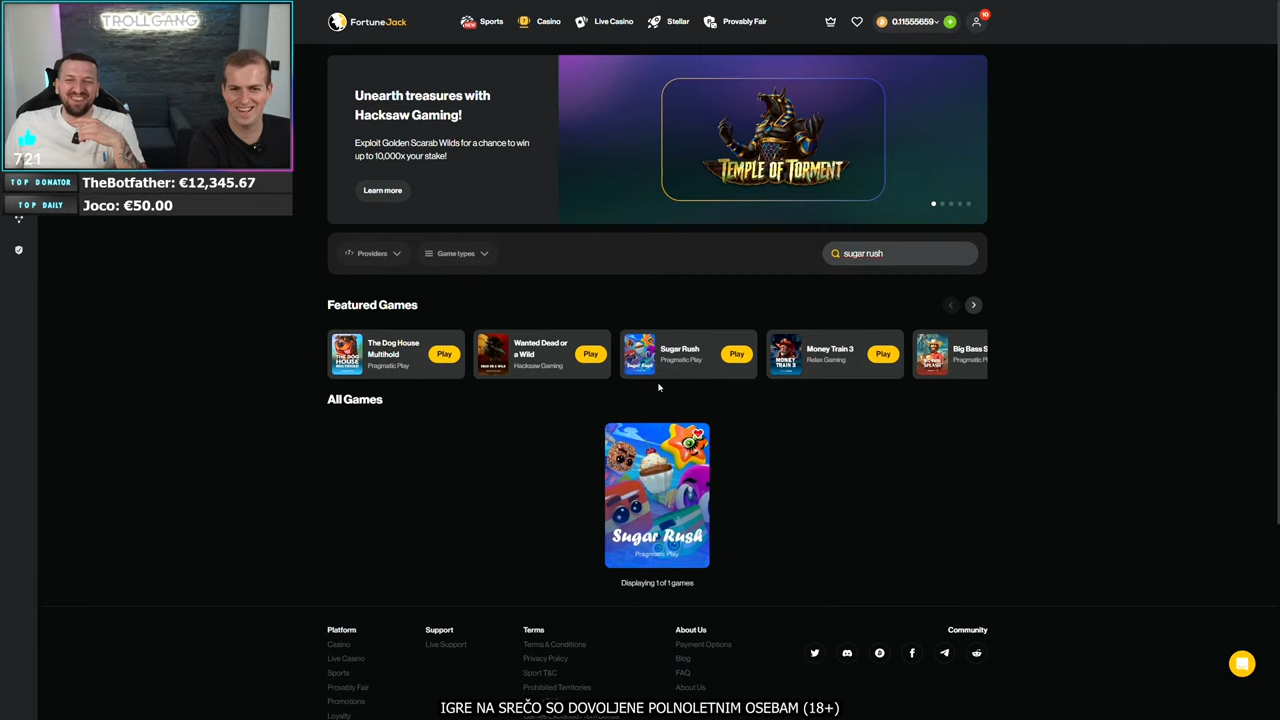 TROLLGANG
721
TOP DONATOR
TheBotfather: €12,345.67
TOP DAILY
Joco: €50.00
FortuneJack
NEW
Sports
Casino
Live Casino
Stellar
Provably Fair
0.11555659
10
Unearth treasures with
Hacksaw Gaming!
Exploit Golden Scarab Wilds for a chance to win
up to 10,000x your stake!
Learn more
TEMPLE OF TORMENT
Providers
Game types
sugar rush
Featured Games
The Dog House
Multihold
Pragmatic Play
Play
Wanted Dead or
a Wild
Hacksaw Gaming
Play
Sugar Rush
Pragmatic Play
Play
Money Train 3
Relax Gaming
Play
Big Bass S
Pragmatic Pl
All Games
Sugar Rush
Pragmatic Play
Displaying 1 of 1 games
Platform
Casino
Live Casino
Sports
Provably Fair
Promotions
Loyalty
Support
Live Support
Terms
Terms & Conditions
Privacy Policy
Sport T&C
Prohibited Territories
About Us
Payment Options
Blog
FAQ
About Us
Community
IGRE NA SREČO SO DOVOLJENE POLNOLETNIM OSEBAM (18+)